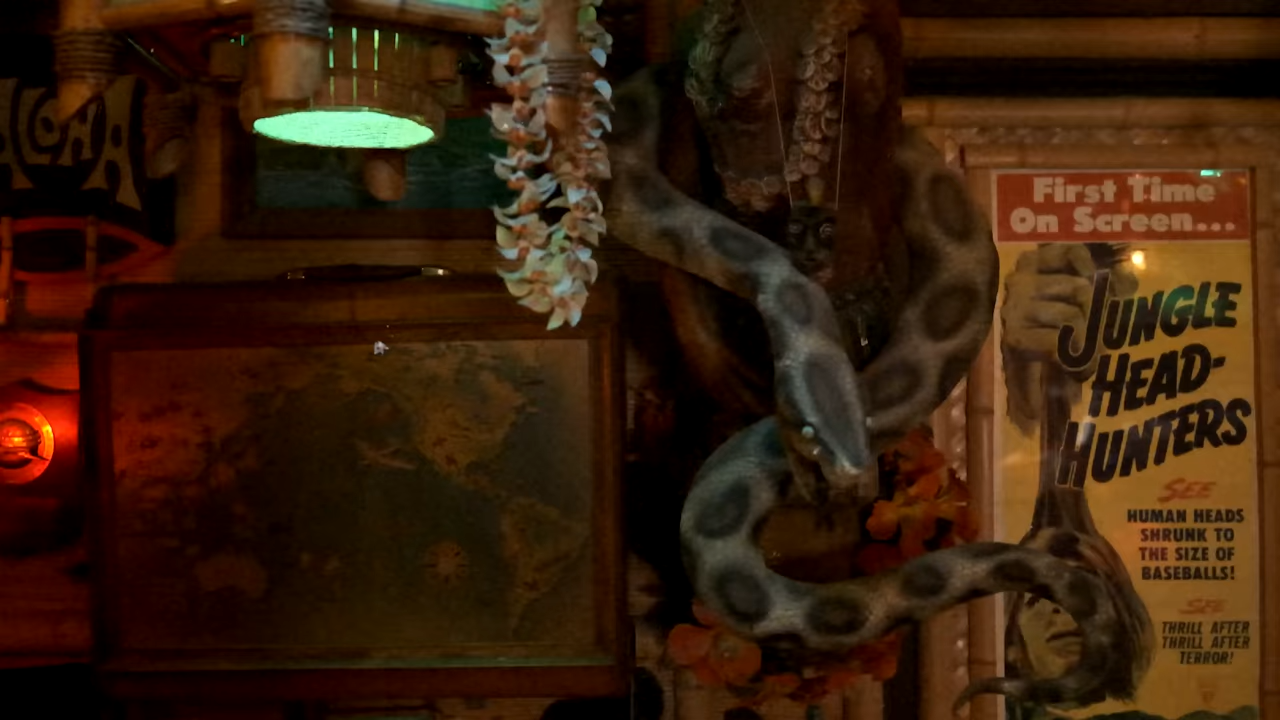 ALOHA
First Time
On Screen...
JUNGLE
HEAD-
HUNTERS
SEE
HUMAN HEADS
SHRUNK TO
THE SIZE OF
BASEBALLS!
SEE
THRILL AFTER
THRILL AFTER
TERROR!